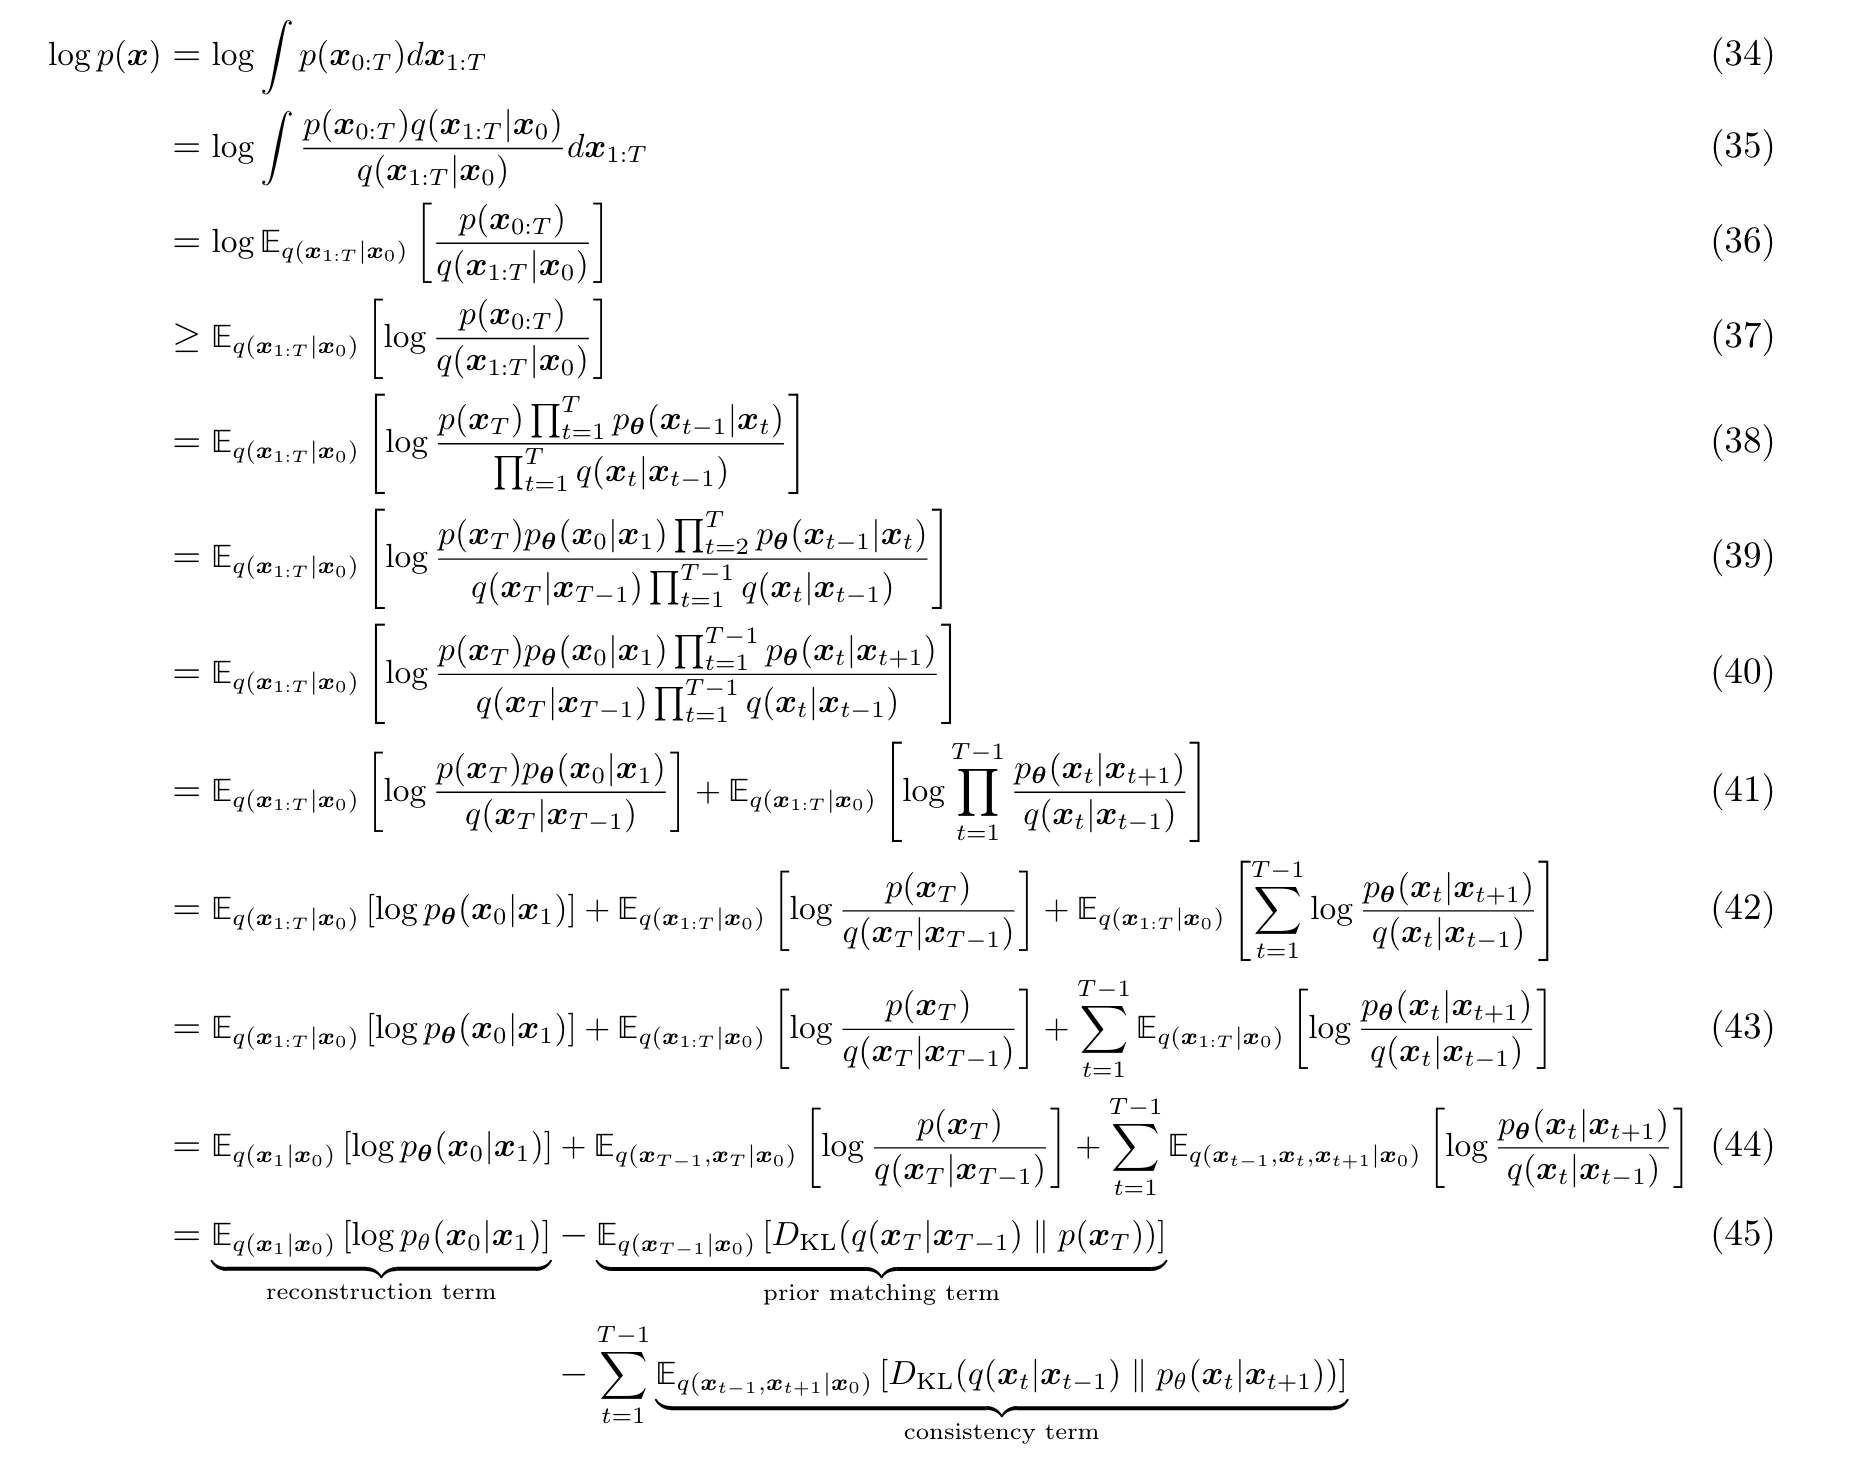 $\log p(\boldsymbol{x}) = \log \int p(\boldsymbol{x}_{0:T}) d\boldsymbol{x}_{1:T}$ (34)
$= \log \int \frac{p(\boldsymbol{x}_{0:T}) q(\boldsymbol{x}_{1:T}|\boldsymbol{x}_0)}{q(\boldsymbol{x}_{1:T}|\boldsymbol{x}_0)} d\boldsymbol{x}_{1:T}$ (35)
$= \log \mathbb{E}_{q(\boldsymbol{x}_{1:T}|\boldsymbol{x}_0)} \left[ \frac{p(\boldsymbol{x}_{0:T})}{q(\boldsymbol{x}_{1:T}|\boldsymbol{x}_0)} \right]$ (36)
$\geq \mathbb{E}_{q(\boldsymbol{x}_{1:T}|\boldsymbol{x}_0)} \left[ \log \frac{p(\boldsymbol{x}_{0:T})}{q(\boldsymbol{x}_{1:T}|\boldsymbol{x}_0)} \right]$ (37)
$= \mathbb{E}_{q(\boldsymbol{x}_{1:T}|\boldsymbol{x}_0)} \left[ \log \frac{p(\boldsymbol{x}_T) \prod_{t=1}^{T} p_{\boldsymbol{\theta}}(\boldsymbol{x}_{t-1}|\boldsymbol{x}_t)}{\prod_{t=1}^{T} q(\boldsymbol{x}_t|\boldsymbol{x}_{t-1})} \right]$ (38)
$= \mathbb{E}_{q(\boldsymbol{x}_{1:T}|\boldsymbol{x}_0)} \left[ \log \frac{p(\boldsymbol{x}_T) p_{\boldsymbol{\theta}}(\boldsymbol{x}_0|\boldsymbol{x}_1) \prod_{t=2}^{T} p_{\boldsymbol{\theta}}(\boldsymbol{x}_{t-1}|\boldsymbol{x}_t)}{q(\boldsymbol{x}_T|\boldsymbol{x}_{T-1}) \prod_{t=1}^{T-1} q(\boldsymbol{x}_t|\boldsymbol{x}_{t-1})} \right]$ (39)
$= \mathbb{E}_{q(\boldsymbol{x}_{1:T}|\boldsymbol{x}_0)} \left[ \log \frac{p(\boldsymbol{x}_T) p_{\boldsymbol{\theta}}(\boldsymbol{x}_0|\boldsymbol{x}_1) \prod_{t=1}^{T-1} p_{\boldsymbol{\theta}}(\boldsymbol{x}_t|\boldsymbol{x}_{t+1})}{q(\boldsymbol{x}_T|\boldsymbol{x}_{T-1}) \prod_{t=1}^{T-1} q(\boldsymbol{x}_t|\boldsymbol{x}_{t-1})} \right]$ (40)
$= \mathbb{E}_{q(\boldsymbol{x}_{1:T}|\boldsymbol{x}_0)} \left[ \log \frac{p(\boldsymbol{x}_T) p_{\boldsymbol{\theta}}(\boldsymbol{x}_0|\boldsymbol{x}_1)}{q(\boldsymbol{x}_T|\boldsymbol{x}_{T-1})} \right] + \mathbb{E}_{q(\boldsymbol{x}_{1:T}|\boldsymbol{x}_0)} \left[ \log \prod_{t=1}^{T-1} \frac{p_{\boldsymbol{\theta}}(\boldsymbol{x}_t|\boldsymbol{x}_{t+1})}{q(\boldsymbol{x}_t|\boldsymbol{x}_{t-1})} \right]$ (41)
$= \mathbb{E}_{q(\boldsymbol{x}_{1:T}|\boldsymbol{x}_0)} \left[ \log p_{\boldsymbol{\theta}}(\boldsymbol{x}_0|\boldsymbol{x}_1) \right] + \mathbb{E}_{q(\boldsymbol{x}_{1:T}|\boldsymbol{x}_0)} \left[ \log \frac{p(\boldsymbol{x}_T)}{q(\boldsymbol{x}_T|\boldsymbol{x}_{T-1})} \right] + \mathbb{E}_{q(\boldsymbol{x}_{1:T}|\boldsymbol{x}_0)} \left[ \sum_{t=1}^{T-1} \log \frac{p_{\boldsymbol{\theta}}(\boldsymbol{x}_t|\boldsymbol{x}_{t+1})}{q(\boldsymbol{x}_t|\boldsymbol{x}_{t-1})} \right]$ (42)
$= \mathbb{E}_{q(\boldsymbol{x}_{1:T}|\boldsymbol{x}_0)} \left[ \log p_{\boldsymbol{\theta}}(\boldsymbol{x}_0|\boldsymbol{x}_1) \right] + \mathbb{E}_{q(\boldsymbol{x}_{1:T}|\boldsymbol{x}_0)} \left[ \log \frac{p(\boldsymbol{x}_T)}{q(\boldsymbol{x}_T|\boldsymbol{x}_{T-1})} \right] + \sum_{t=1}^{T-1} \mathbb{E}_{q(\boldsymbol{x}_{1:T}|\boldsymbol{x}_0)} \left[ \log \frac{p_{\boldsymbol{\theta}}(\boldsymbol{x}_t|\boldsymbol{x}_{t+1})}{q(\boldsymbol{x}_t|\boldsymbol{x}_{t-1})} \right]$ (43)
$= \mathbb{E}_{q(\boldsymbol{x}_1|\boldsymbol{x}_0)} \left[ \log p_{\boldsymbol{\theta}}(\boldsymbol{x}_0|\boldsymbol{x}_1) \right] + \mathbb{E}_{q(\boldsymbol{x}_{T-1},\boldsymbol{x}_T|\boldsymbol{x}_0)} \left[ \log \frac{p(\boldsymbol{x}_T)}{q(\boldsymbol{x}_T|\boldsymbol{x}_{T-1})} \right] + \sum_{t=1}^{T-1} \mathbb{E}_{q(\boldsymbol{x}_{t-1},\boldsymbol{x}_t,\boldsymbol{x}_{t+1}|\boldsymbol{x}_0)} \left[ \log \frac{p_{\boldsymbol{\theta}}(\boldsymbol{x}_t|\boldsymbol{x}_{t+1})}{q(\boldsymbol{x}_t|\boldsymbol{x}_{t-1})} \right]$ (44)
$= \underbrace{\mathbb{E}_{q(\boldsymbol{x}_1|\boldsymbol{x}_0)} \left[ \log p_\theta(\boldsymbol{x}_0|\boldsymbol{x}_1) \right]}_{\text{reconstruction term}} - \underbrace{\mathbb{E}_{q(\boldsymbol{x}_{T-1}|\boldsymbol{x}_0)} \left[ D_{\text{KL}}(q(\boldsymbol{x}_T|\boldsymbol{x}_{T-1}) \parallel p(\boldsymbol{x}_T)) \right]}_{\text{prior matching term}}$ (45)
$- \sum_{t=1}^{T-1} \underbrace{\mathbb{E}_{q(\boldsymbol{x}_{t-1},\boldsymbol{x}_{t+1}|\boldsymbol{x}_0)} \left[ D_{\text{KL}}(q(\boldsymbol{x}_t|\boldsymbol{x}_{t-1}) \parallel p_\theta(\boldsymbol{x}_t|\boldsymbol{x}_{t+1})) \right]}_{\text{consistency term}}$